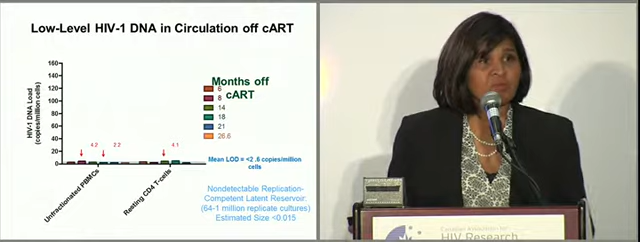 Low-Level HIV-1 DNA in Circulation off cART
Months off
cART
6
8
14
18
21
26.6
HIV-1 DNA Load
(copies/million cells)
160
140
120
100
80
60
40
20
0
4.2
2.2
4.1
Mean LOD = <2 .6 copies/million
cells
Unfractionated PBMCs
Resting CD4 T-cells
Nondetectable Replication-
Competent Latent Reservoir:
(64-1 million replicate cultures)
Estimated Size <0.015
HIV Research